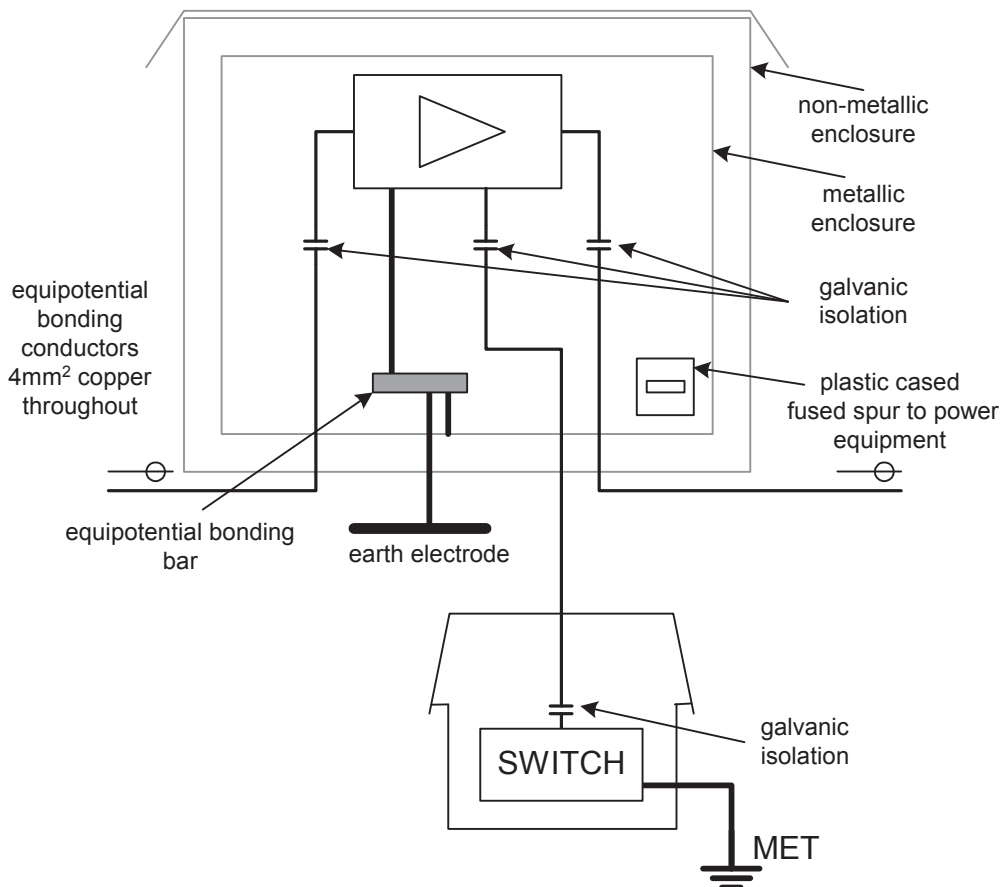 non-metallic
enclosure
metallic
enclosure
galvanic
isolation
equipotential
bonding
conductors
4mm² copper
throughout
plastic cased
fused spur to power
equipment
equipotential bonding
bar
earth electrode
galvanic
isolation
SWITCH
MET